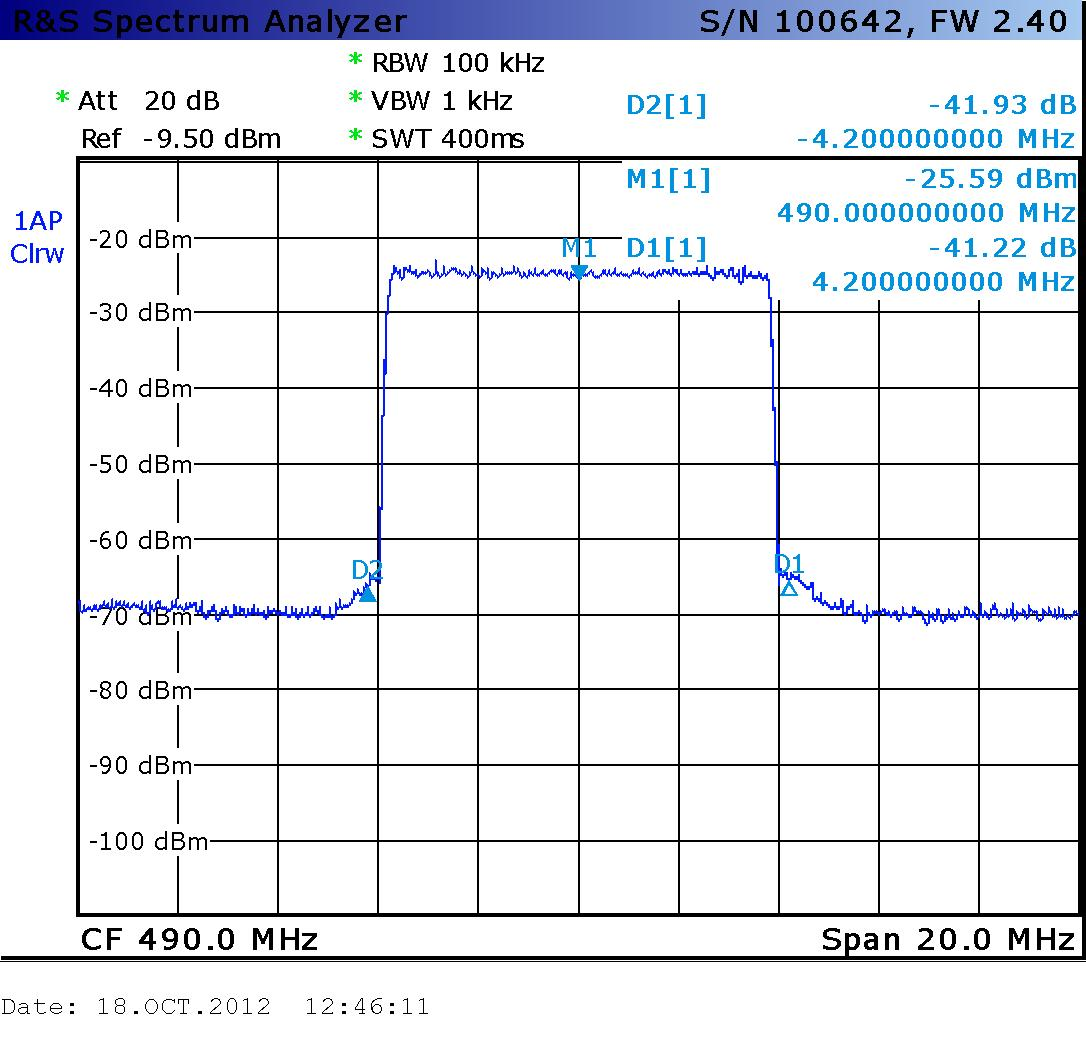 R&S Spectrum Analyzer S/N 100642, FW 2.40
* RBW 100 kHz
* Att 20 dB * VBW 1 kHz D2[1] -41.93 dB
Ref -9.50 dBm * SWT 400ms -4.200000000 MHz
M1[1] -25.59 dBm
1AP 490.000000000 MHz
Clrw -20 dBm M1 D1[1] -41.22 dB
4.200000000 MHz
-30 dBm
-40 dBm
-50 dBm
-60 dBm
D2 D1
-70 dBm
-80 dBm
-90 dBm
-100 dBm
CF 490.0 MHz Span 20.0 MHz
Date: 18.OCT.2012 12:46:11